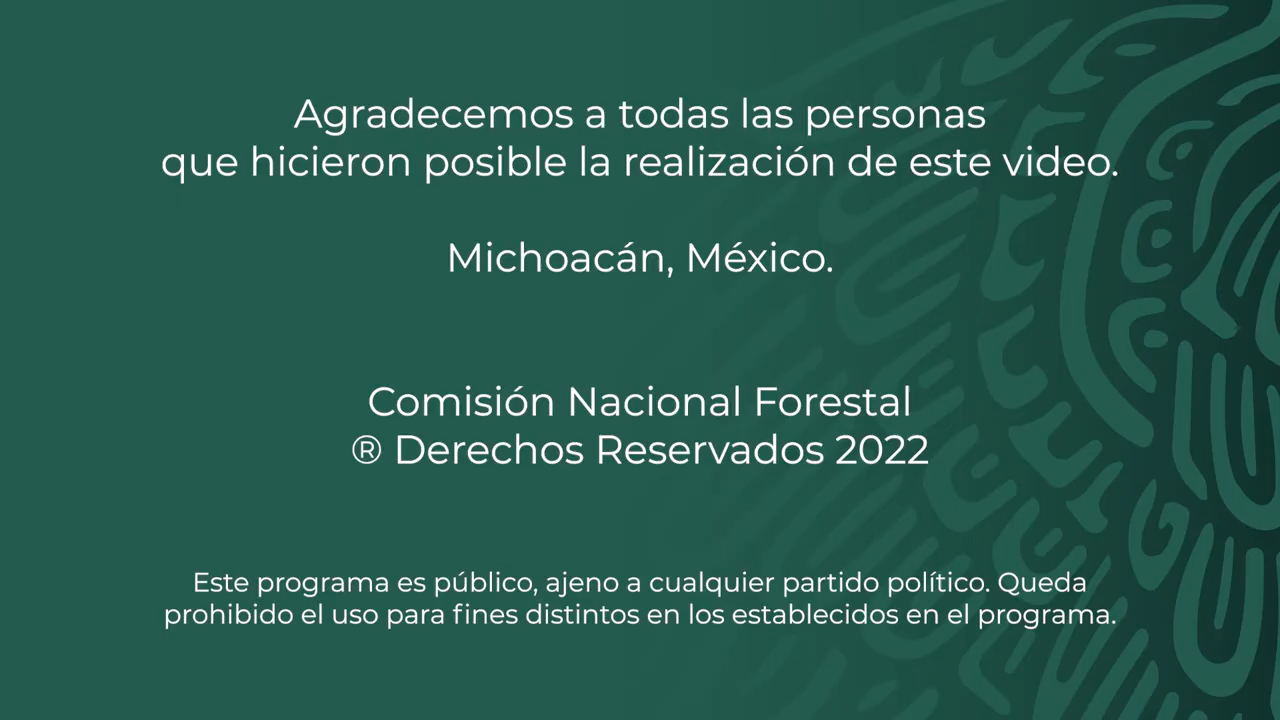 Agradecemos a todas las personas
que hicieron posible la realización de este video.
Michoacán, México.
Comisión Nacional Forestal
® Derechos Reservados 2022
Este programa es público, ajeno a cualquier partido político. Queda
prohibido el uso para fines distintos en los establecidos en el programa.